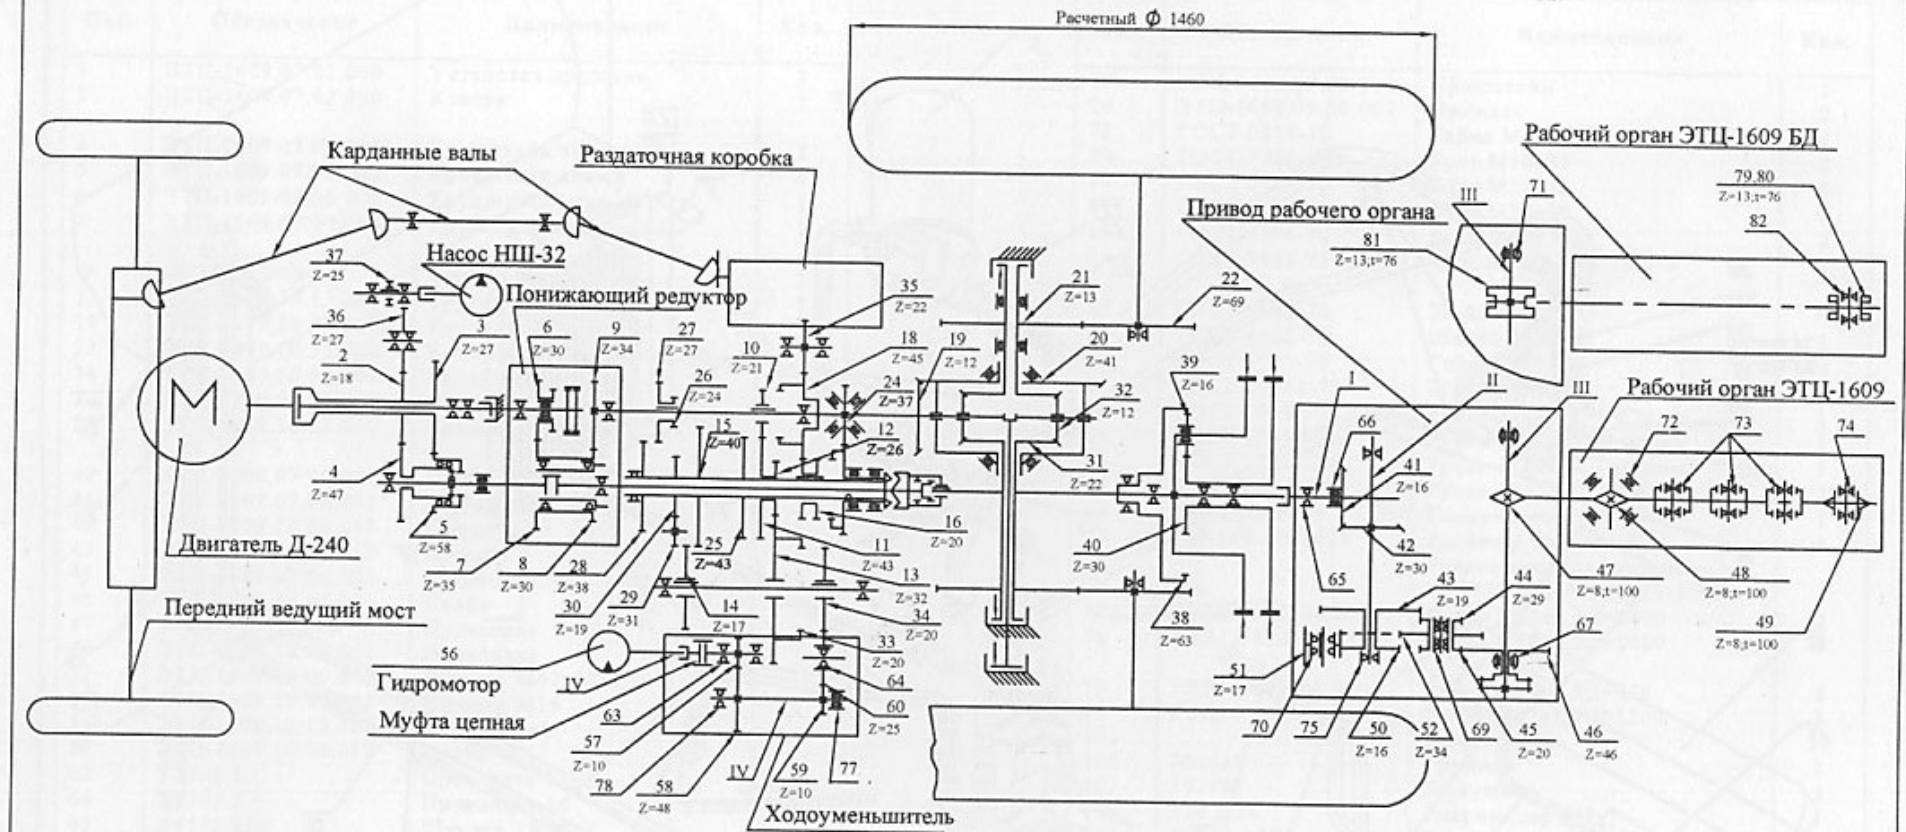 Расчетный Ф 1460
Рабочий орган ЭТЦ-1609 БД
Карданные валы
Раздаточная коробка
79,80
Z=13;t=76
III
71
82
Привод рабочего органа
81
Z=13;t=76
37
Z=25
Насос НШ-32
Понижающий редуктор
35
Z=22
21
Z=13
22
Z=69
36
Z=27
2
Z=18
3
Z=27
6
Z=30
9
Z=34
27
Z=27
10
Z=21
18
Z=45
19
Z=12
20
Z=41
39
Z=16
I
II
III
Рабочий орган ЭТЦ-1609
26
Z=24
24
Z=37
32
Z=12
66
72
73
74
М
15
Z=40
12
Z=26
31
Z=22
41
Z=16
4
Z=47
5
Z=58
Двигатель Д-240
7
Z=35
8
Z=30
28
Z=38
25
Z=43
16
Z=20
11
Z=43
40
Z=30
65
42
Z=30
47
Z=8,t=100
48
Z=8;t=100
30
Z=19
29
Z=31
14
Z=17
13
Z=32
34
Z=20
43
Z=19
44
Z=29
Передний ведущий мост
33
Z=20
38
Z=63
67
49
Z=8;t=100
56
Гидромотор
IV
51
Z=17
64
Муфта цепная
63
60
Z=25
70
75
50
Z=16
52
Z=34
69
45
Z=20
46
Z=46
57
Z=10
78
58
Z=48
IV
59
Z=10
77
Ходоуменьшитель